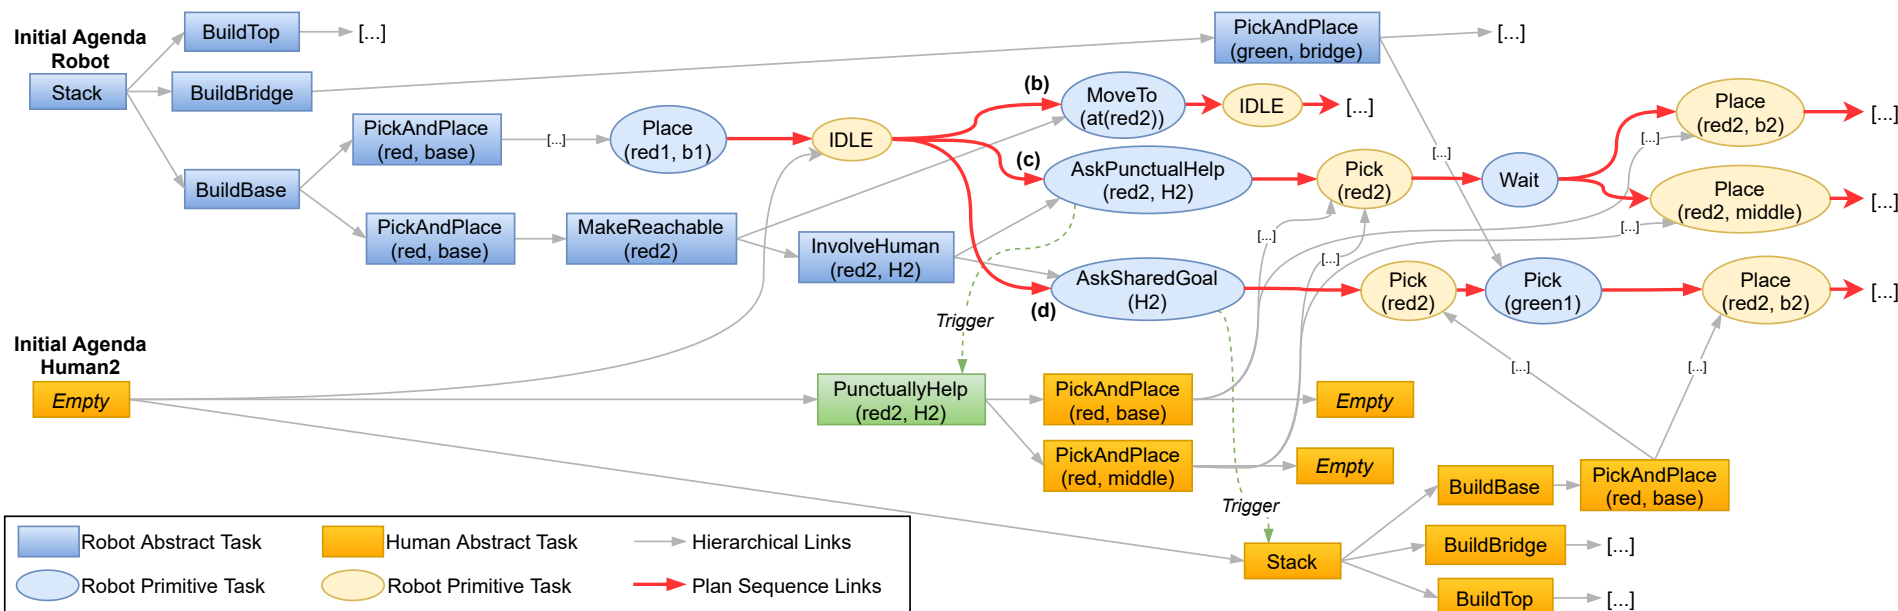 Initial Agenda
Robot
Stack
BuildTop
[...]
BuildBridge
BuildBase
PickAndPlace
(red, base)
[...]
Place
(red1, b1)
IDLE
PickAndPlace
(red, base)
MakeReachable
(red2)
InvolveHuman
(red2, H2)
PickAndPlace
(green, bridge)
[...]
[...]
(b)
MoveTo
(at(red2))
IDLE
[...]
(c)
AskPunctualHelp
(red2, H2)
Pick
(red2)
Wait
Place
(red2, b2)
[...]
[...]
Place
(red2, middle)
[...]
[...]
[...]
[...]
(d)
AskSharedGoal
(H2)
Pick
(red2)
Pick
(green1)
Place
(red2, b2)
[...]
[...]
[...]
Trigger
Initial Agenda
Human2
Empty
PunctuallyHelp
(red2, H2)
PickAndPlace
(red, base)
Empty
PickAndPlace
(red, middle)
Empty
Trigger
Stack
BuildBase
PickAndPlace
(red, base)
BuildBridge
[...]
BuildTop
[...]
Robot Abstract Task
Human Abstract Task
Hierarchical Links
Robot Primitive Task
Robot Primitive Task
Plan Sequence Links